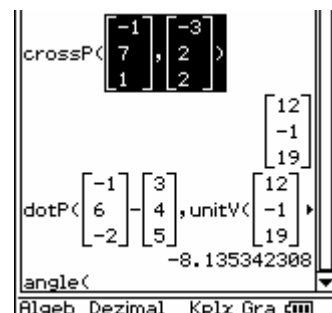 crossP([-1 7 1],[-3 2 2])
[12 -1 19]
dotP([-1 6 -2]-[3 4 5],unitV([12 -1 19]
-8.135342308
angle(
Algeb Dezimal Kplx Gra